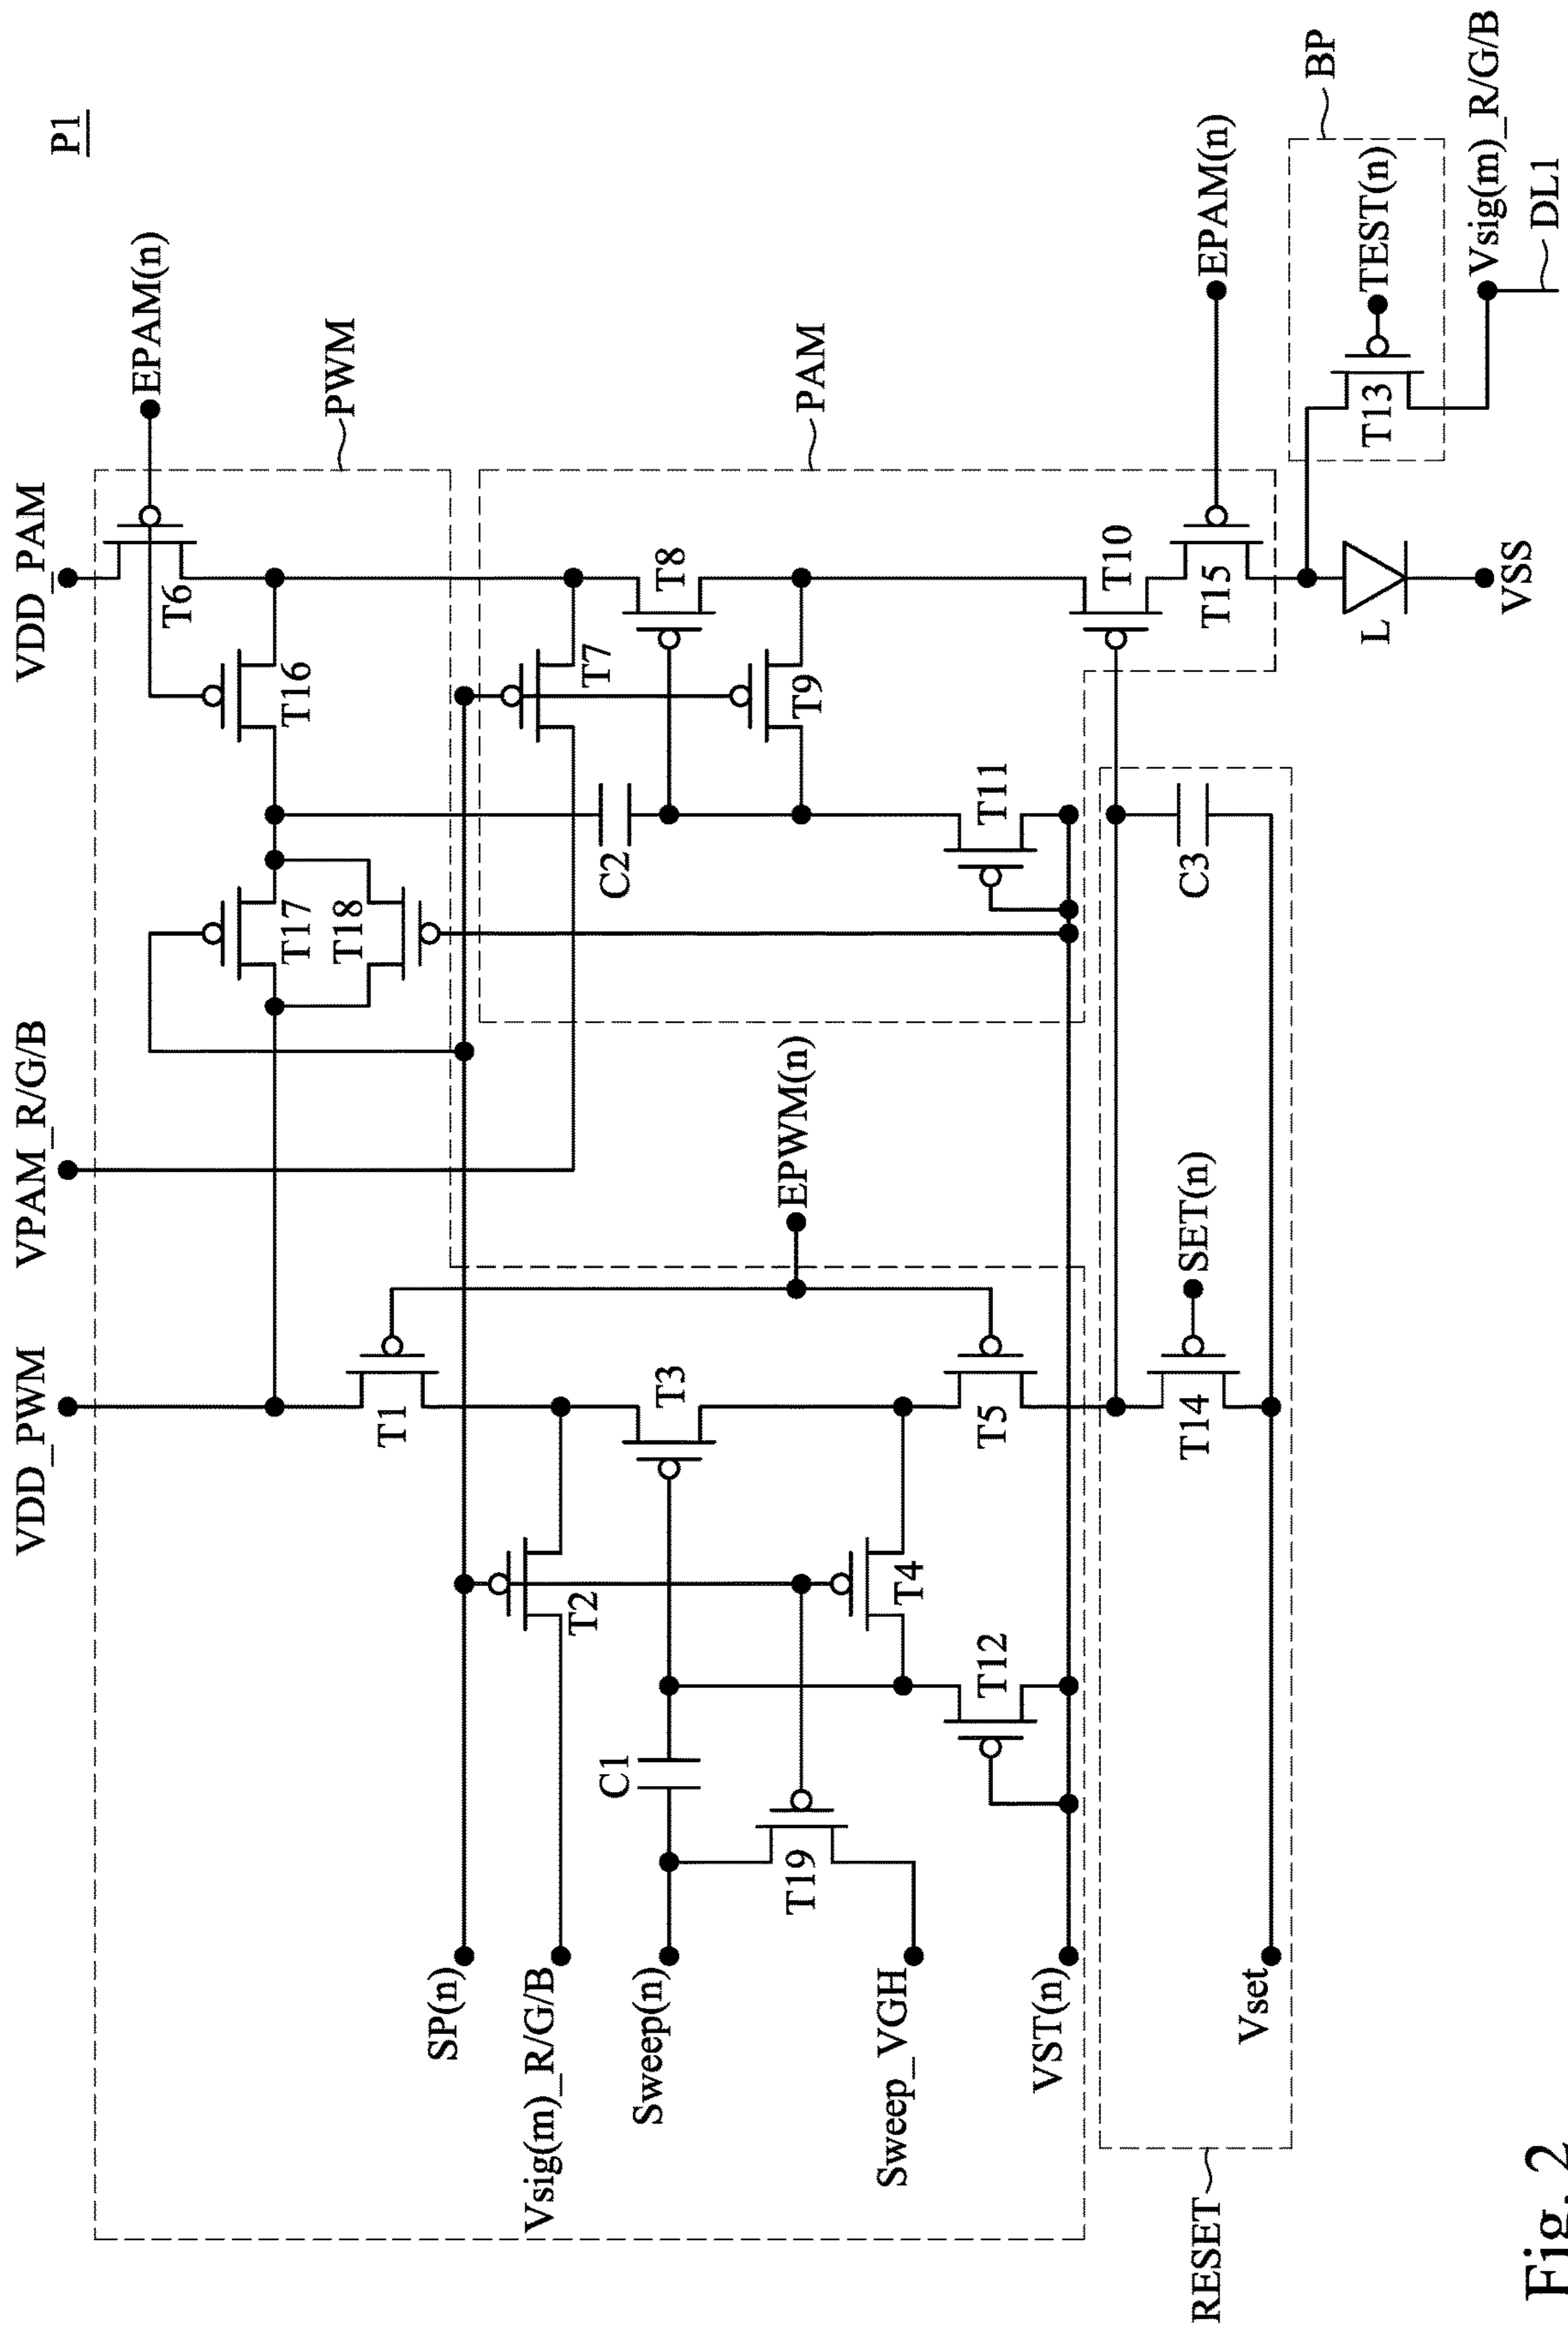 P1
VDD_PWM
VPAM_R/G/B
VDD_PAM
EPAM(n)
PWM
T6
T16
T17
T18
T1
SP(n)
Vsig(m)_R/G/B
T2
T7
PAM
Sweep(n)
C1
T3
C2
T8
T19
T4
EPWM(n)
T9
Sweep_VGH
T12
T5
T11
VST(n)
T10
RESET
T14
SET(n)
C3
T15
EPAM(n)
Vset
BP
T13
TEST(n)
L
VSS
Vsig(m)_R/G/B
DL1
Fig. 2